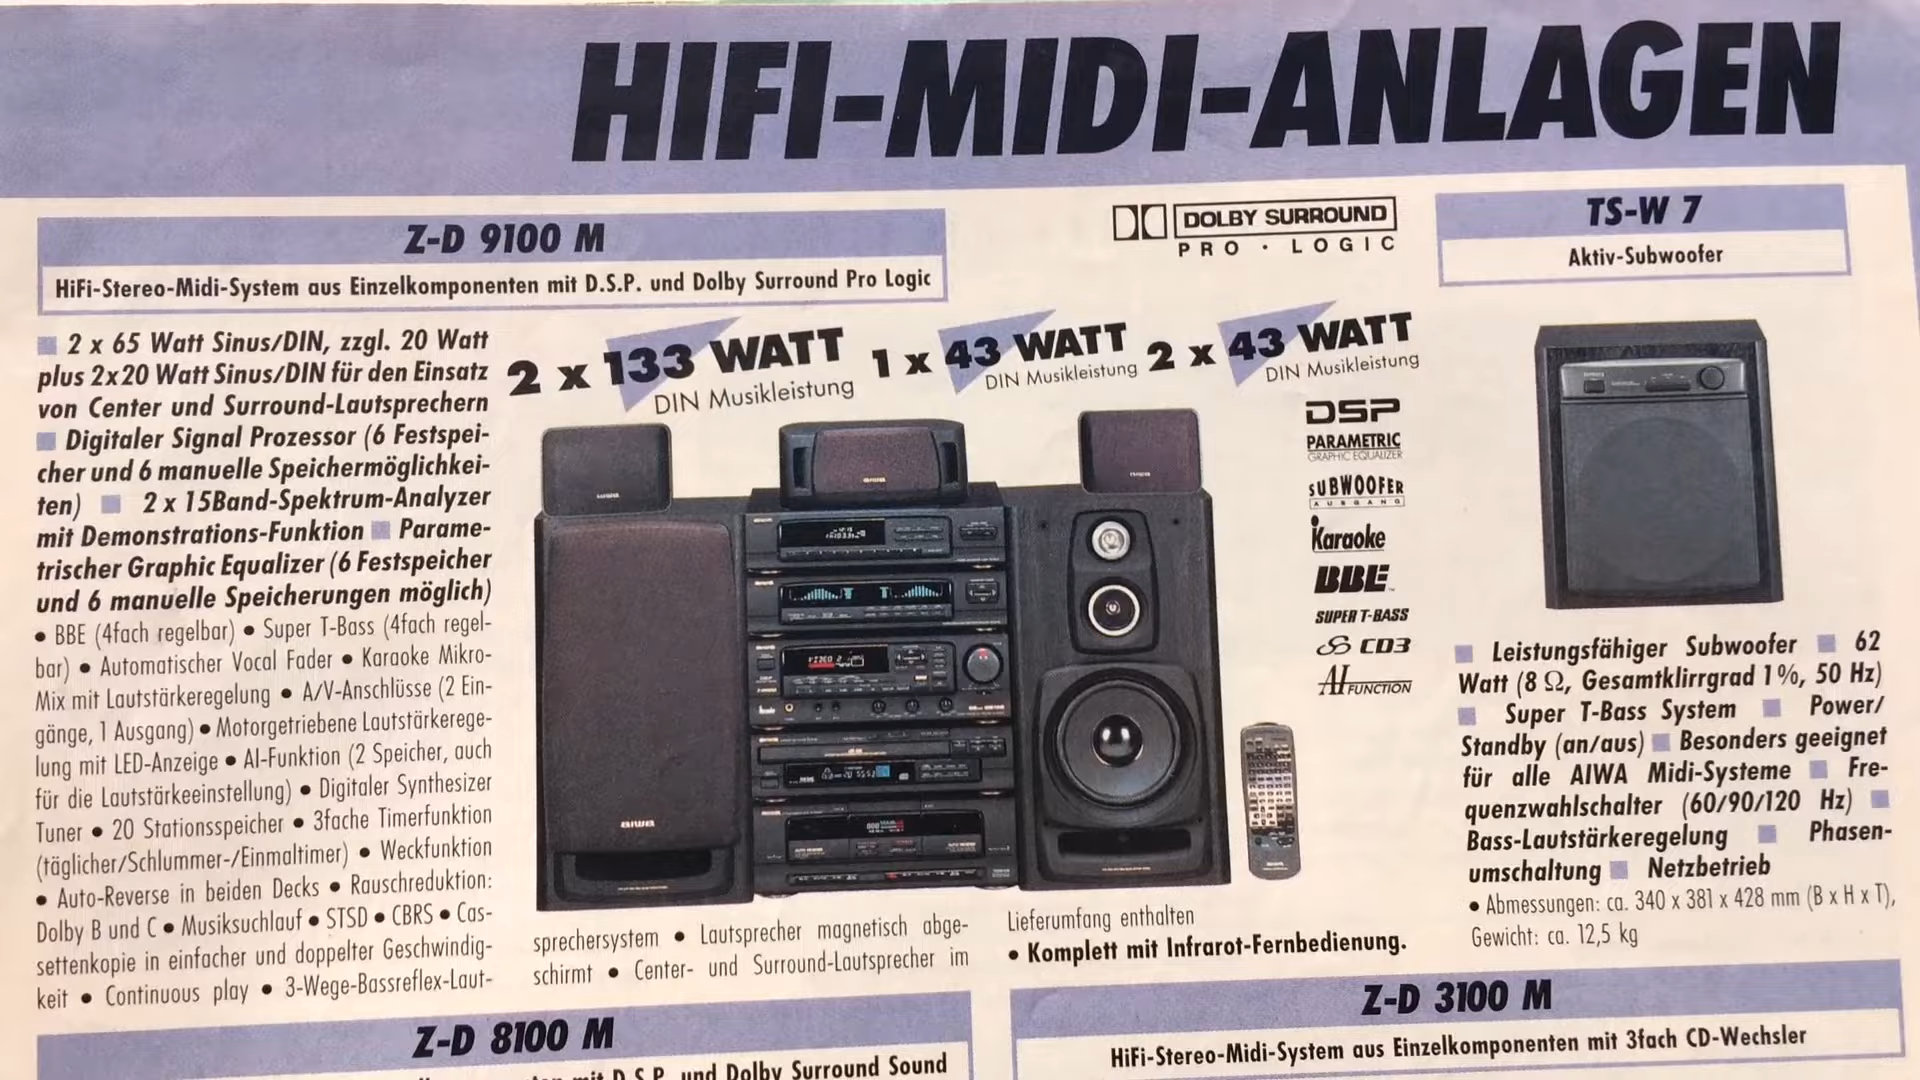 HIFI-MIDI-ANLAGEN
Z-D 9100 M
HiFi-Stereo-Midi-System aus Einzelkomponenten mit D.S.P. und Dolby Surround Pro Logic
2 x 65 Watt Sinus/DIN, zzgl. 20 Watt
plus 2x20 Watt Sinus/DIN für den Einsatz
von Center und Surround-Lautsprechern
Digitaler Signal Prozessor (6 Festspei-
cher und 6 manuelle Speichermöglichkei-
ten) 2 x 15Band-Spektrum-Analyzer
mit Demonstrations-Funktion Parame-
trischer Graphic Equalizer (6 Festspeicher
und 6 manuelle Speicherungen möglich)
• BBE (4fach regelbar) • Super T-Bass (4fach regel-
bar) • Automatischer Vocal Fader • Karaoke Mikro-
Mix mit Lautstärkeregelung • A/V-Anschlüsse (2 Ein-
gänge, 1 Ausgang) • Motorgetriebene Lautstärkerege-
lung mit LED-Anzeige • AI-Funktion (2 Speicher, auch
für die Lautstärkeeinstellung) • Digitaler Synthesizer
Tuner • 20 Stationsspeicher • 3fache Timerfunktion
(täglicher/Schlummer-/Einmaltimer) • Weckfunktion
• Auto-Reverse in beiden Decks • Rauschreduktion:
Dolby B und C • Musiksuchlauf • STSD • CBRS • Cas-
settenkopie in einfacher und doppelter Geschwindig-
keit • Continuous play • 3-Wege-Bassreflex-Laut-
sprechersystem • Lautsprecher magnetisch abge-
schirmt • Center- und Surround-Lautsprecher im
Lieferumfang enthalten
• Komplett mit Infrarot-Fernbedienung.
DOLBY SURROUND
PRO · LOGIC
2 x 133 WATT
DIN Musikleistung
1 x 43 WATT
DIN Musikleistung
2 x 43 WATT
DIN Musikleistung
DSP
PARAMETRIC
GRAPHIC EQUALIZER
SUBWOOFER
AUSGANG
Karaoke
BBE™
SUPER T-BASS
CD3
AI FUNCTION
aiwa
aiwa
aiwa
aiwa
VIDEO 2
TS-W 7
Aktiv-Subwoofer
Leistungsfähiger Subwoofer 62
Watt (8 Ω, Gesamtklirrgrad 1%, 50 Hz)
Super T-Bass System Power/
Standby (an/aus) Besonders geeignet
für alle AIWA Midi-Systeme Fre-
quenzwahlschalter (60/90/120 Hz)
Bass-Lautstärkeregelung Phasen-
umschaltung Netzbetrieb
• Abmessungen: ca. 340 x 381 x 428 mm (B x H x T),
Gewicht: ca. 12,5 kg
Z-D 8100 M
mit D.S.P. und Dolby Surround Sound
Z-D 3100 M
HiFi-Stereo-Midi-System aus Einzelkomponenten mit 3fach CD-Wechsler